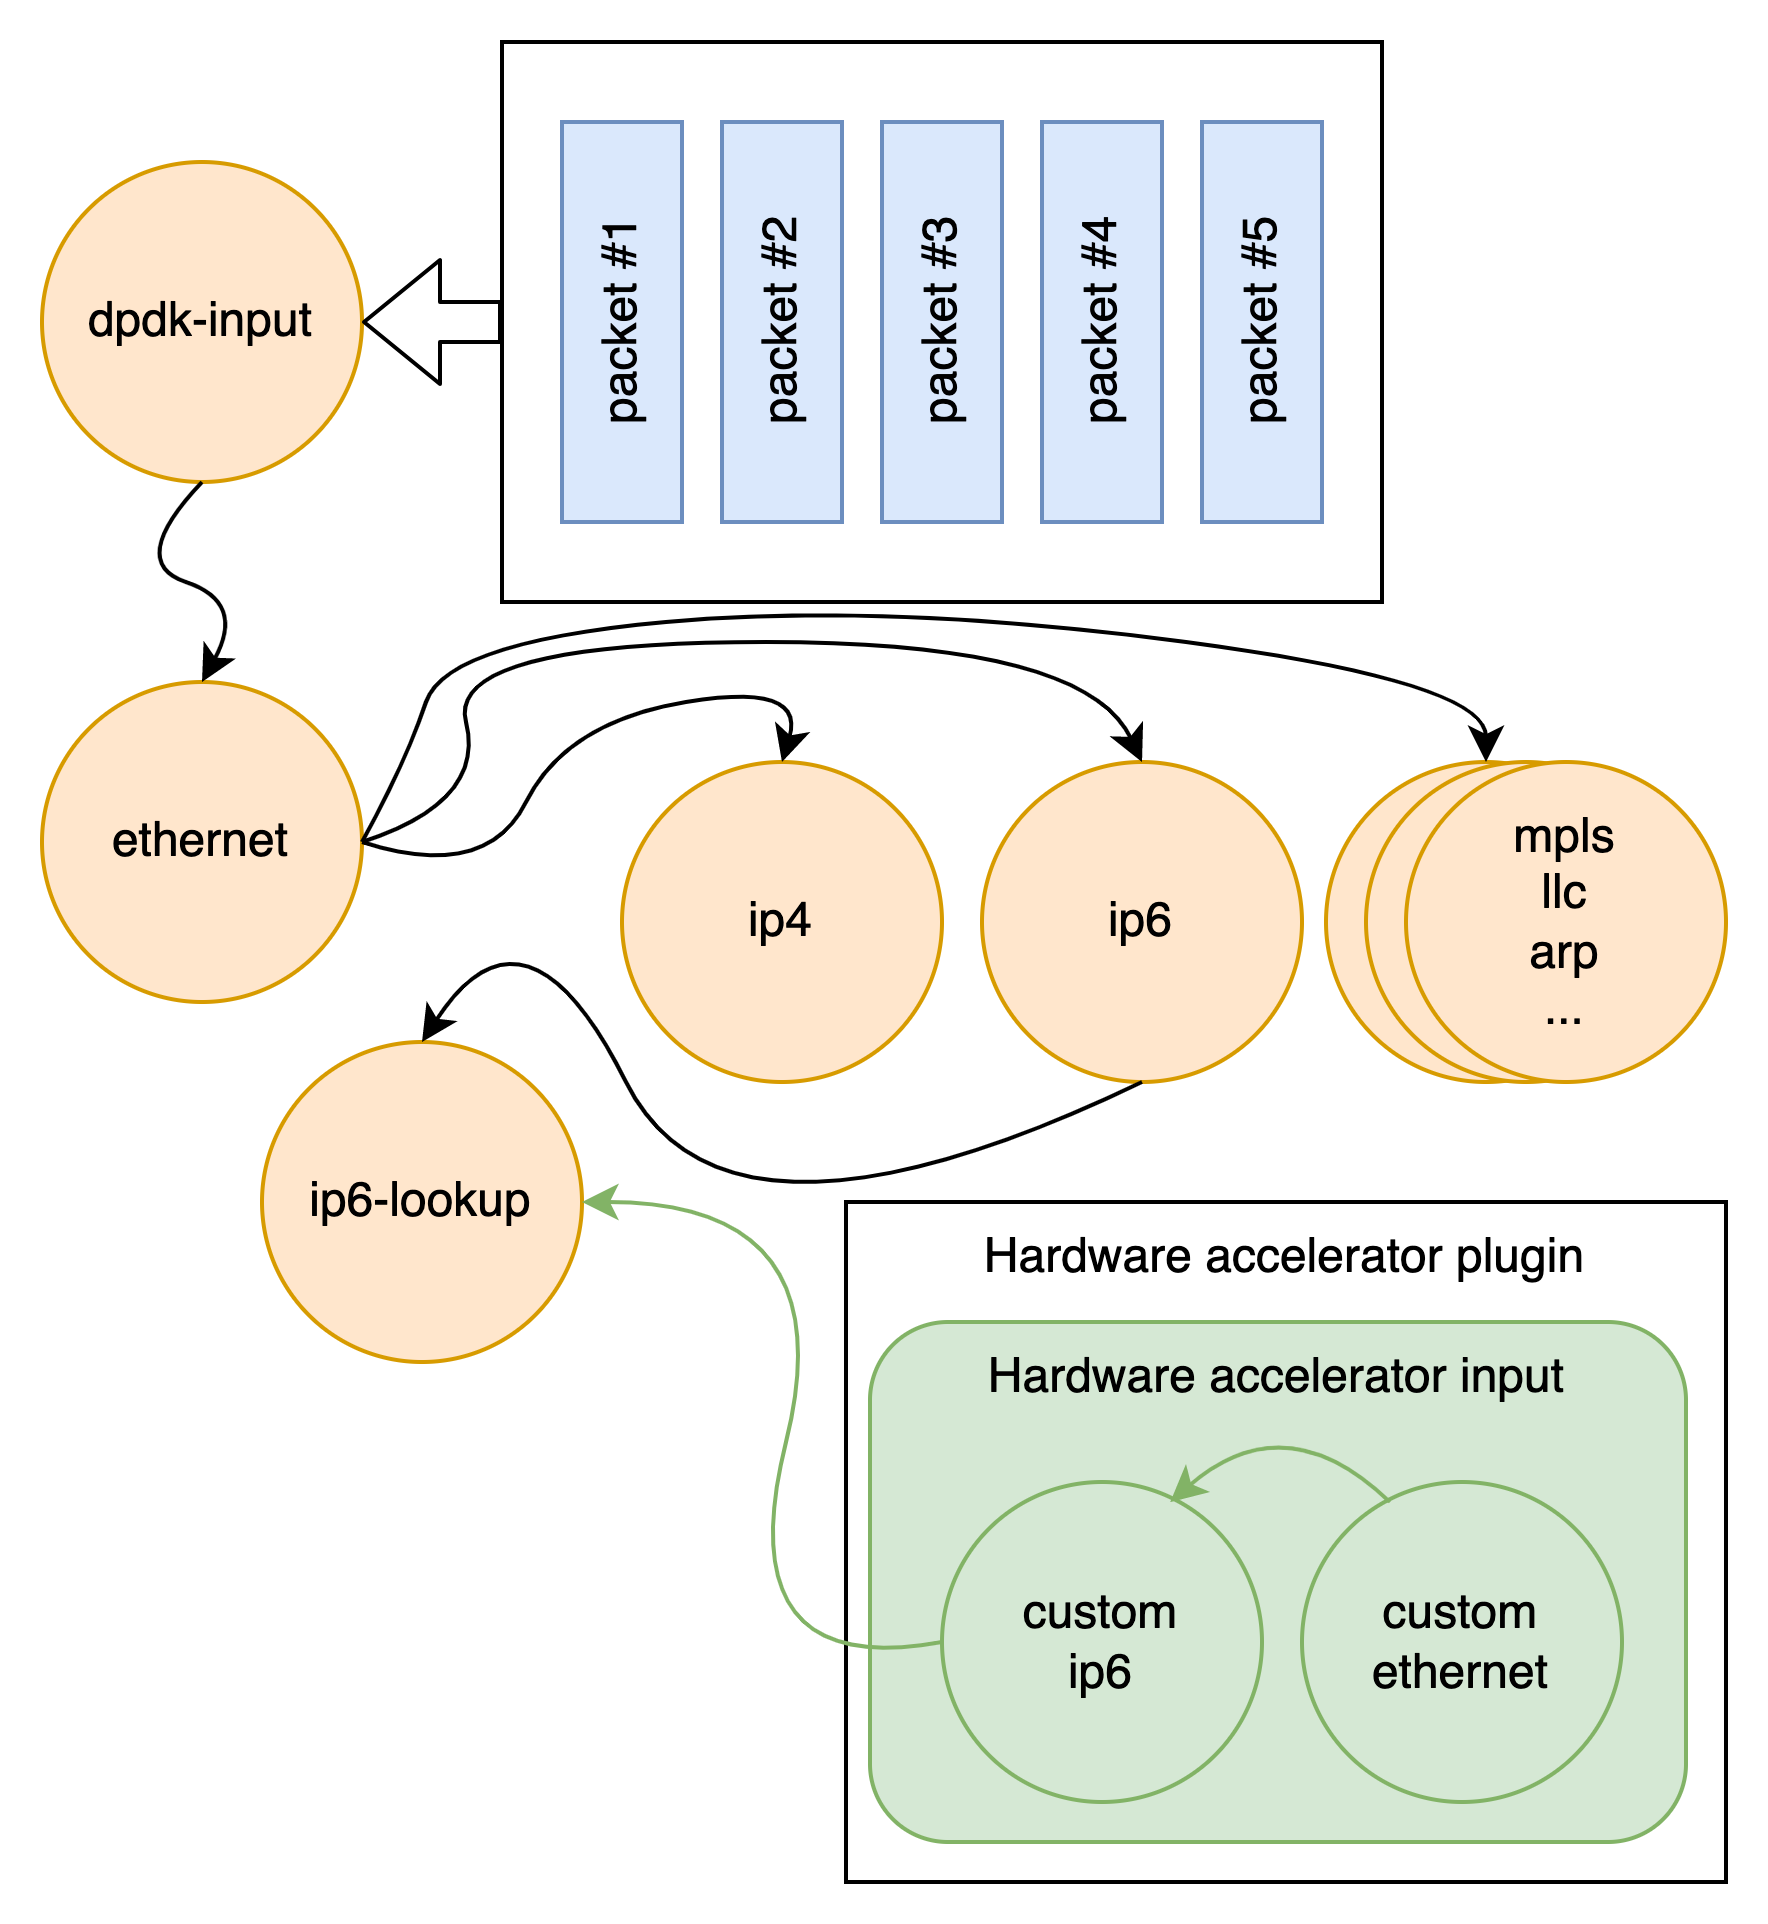 packet #1
packet #2
packet #3
packet #4
packet #5
dpdk-input
ethernet
ip4
ip6
mpls
llc
arp
...
ip6-lookup
Hardware accelerator plugin
Hardware accelerator input
custom
ip6
custom
ethernet